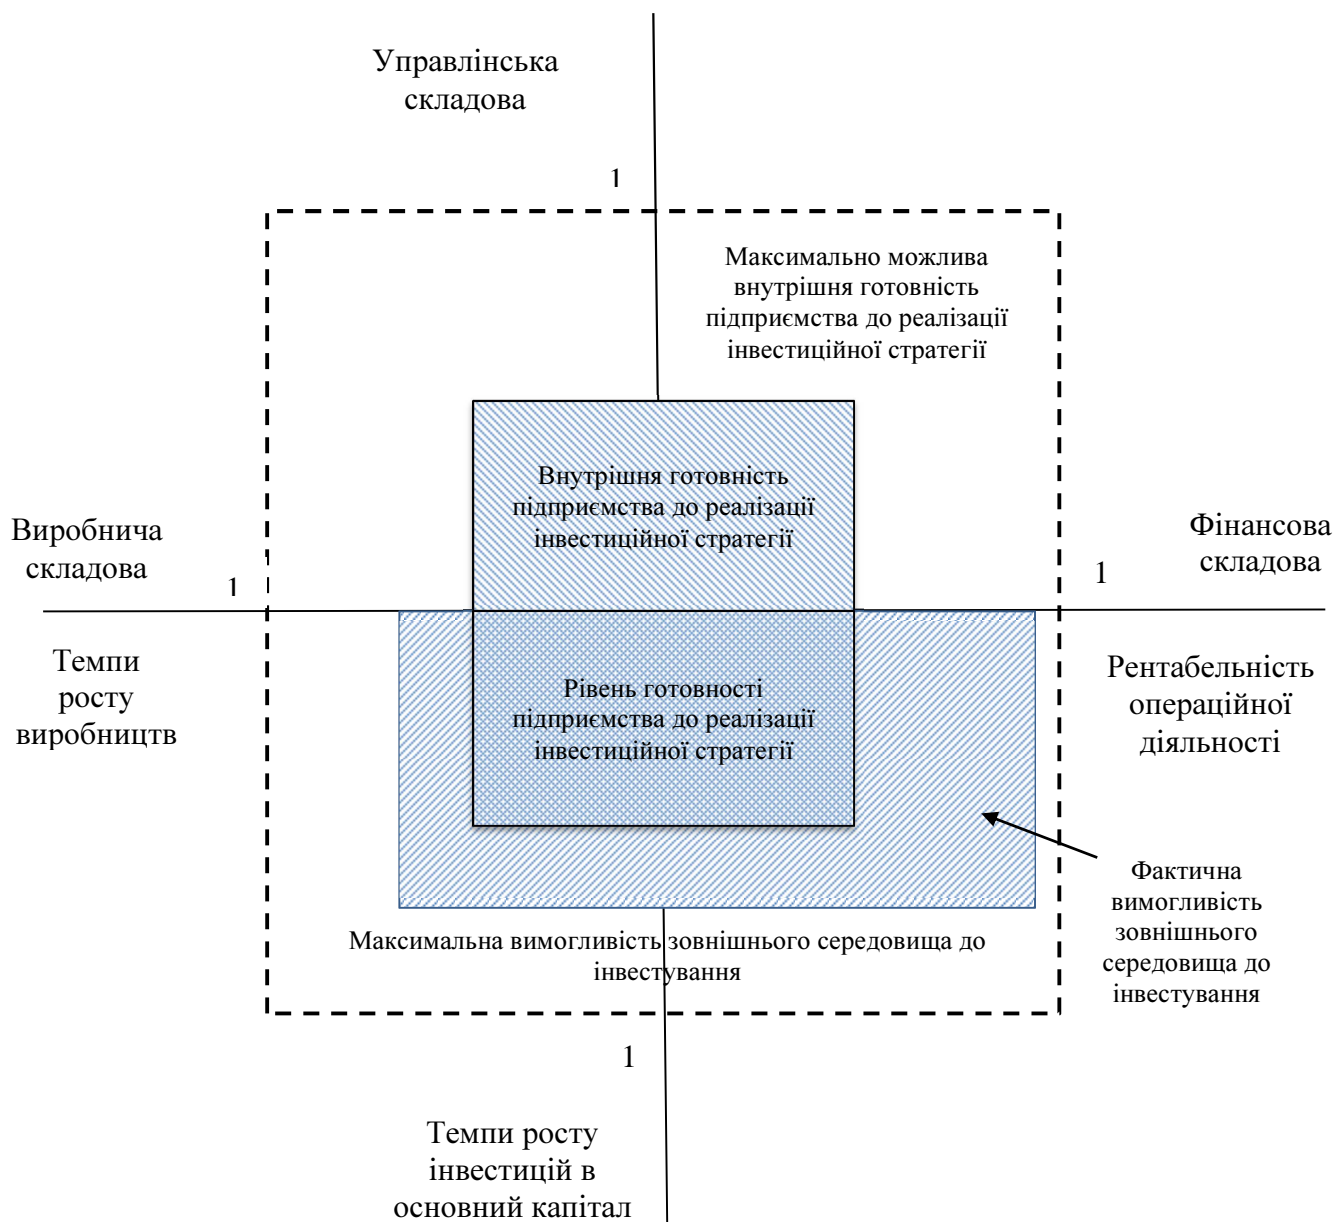 Управлінська
складова
1
Максимально можлива
внутрішня готовність
підприємства до реалізації
інвестиційної стратегії
Внутрішня готовність
підприємства до реалізації
інвестиційної стратегії
Виробнича
складова
1
Фінансова
складова
1
Темпи
росту
виробництв
Рівень готовності
підприємства до реалізації
інвестиційної стратегії
Рентабельність
операційної
діяльності
Фактична
вимогливість
зовнішнього
середовища до
інвестування
Максимальна вимогливість зовнішнього середовища до
інвестування
1
Темпи росту
інвестицій в
основний капітал